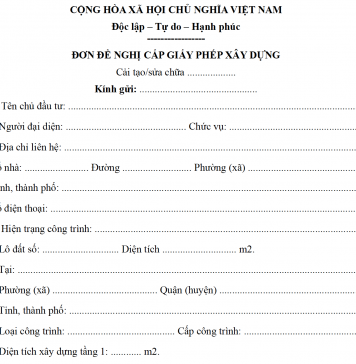 CỘNG HÒA XÃ HỘI CHỦ NGHĨA VIỆT NAM
Độc lập – Tự do – Hạnh phúc
-----------------
ĐƠN ĐỀ NGHỊ CẤP GIẤY PHÉP XÂY DỰNG
Cải tạo/sửa chữa ...................
Kính gửi: ..............................................
Tên chủ đầu tư: ..............................................
Người đại diện: .............................. Chức vụ: ..............................
Địa chỉ liên hệ: ..............................................
nhà: ......................... Đường ........................... Phường (xã) ...........................
nh, thành phố: ..............................................
điện thoại: ..............................................
Hiện trạng công trình: ..............................................
Lô đất số: .............................. Diện tích .............................. m2.
Tại: ..............................................
Phường (xã) .............................. Quận (huyện) ..............................
Tỉnh, thành phố: ..............................................
Loại công trình: .............................. Cấp công trình: ..............................
Diện tích xây dựng tầng 1: ............ m2.